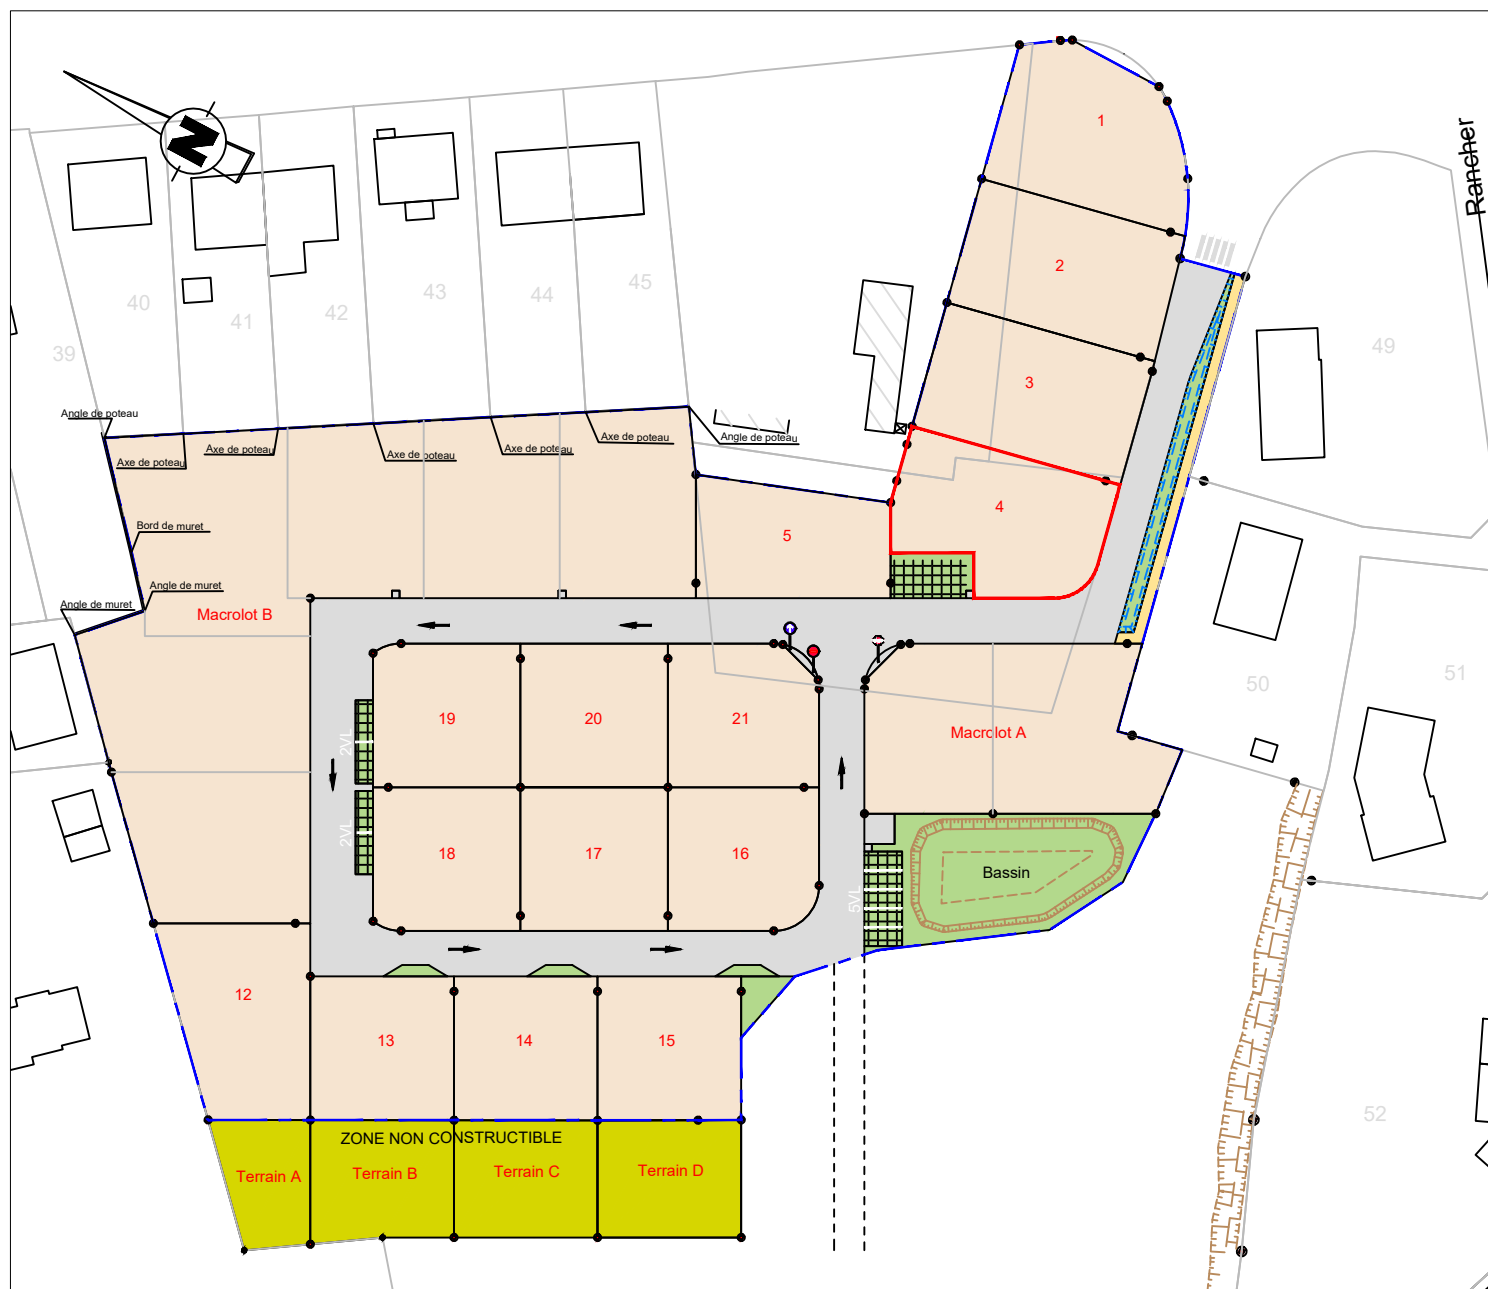 N
1
Rancher
2
40
41
42
43
44
45
39
49
3
Angle de poteau
Axe de poteau
Axe de poteau
Axe de poteau
Axe de poteau
Axe de poteau
Angle de poteau
4
5
Bord de muret
Angle de muret
Angle de muret
Macrolot B
50
51
19
20
21
Macrolot A
2VL
2VL
18
17
16
5VL
Bassin
12
13
14
15
52
ZONE NON CONSTRUCTIBLE
Terrain A
Terrain B
Terrain C
Terrain D